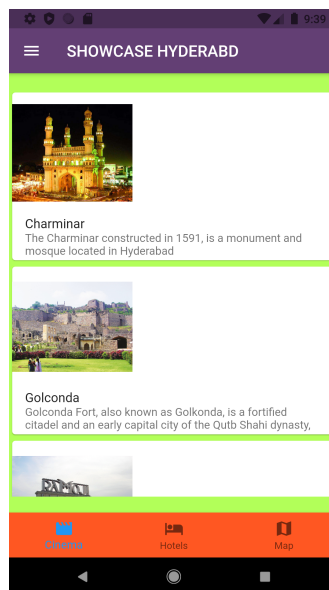 9:39
SHOWCASE HYDERABD
Charminar
The Charminar constructed in 1591, is a monument and
mosque located in Hyderabad
Golconda
Golconda Fort, also known as Golkonda, is a fortified
citadel and an early capital city of the Qutb Shahi dynasty,
RAMOJI
Hotels
Map